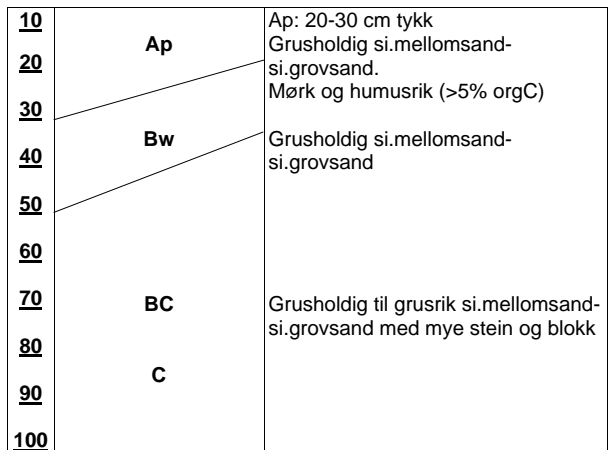 10
Ap: 20-30 cm tykk
Ap
Grusholdig si.mellomsand-
20
si.grovsand.
Mørk og humusrik (>5% orgC)
30
Bw
Grusholdig si.mellomsand-
40
si.grovsand
50
60
70
BC
Grusholdig til grusrik si.mellomsand-
si.grovsand med mye stein og blokk
80
C
90
100